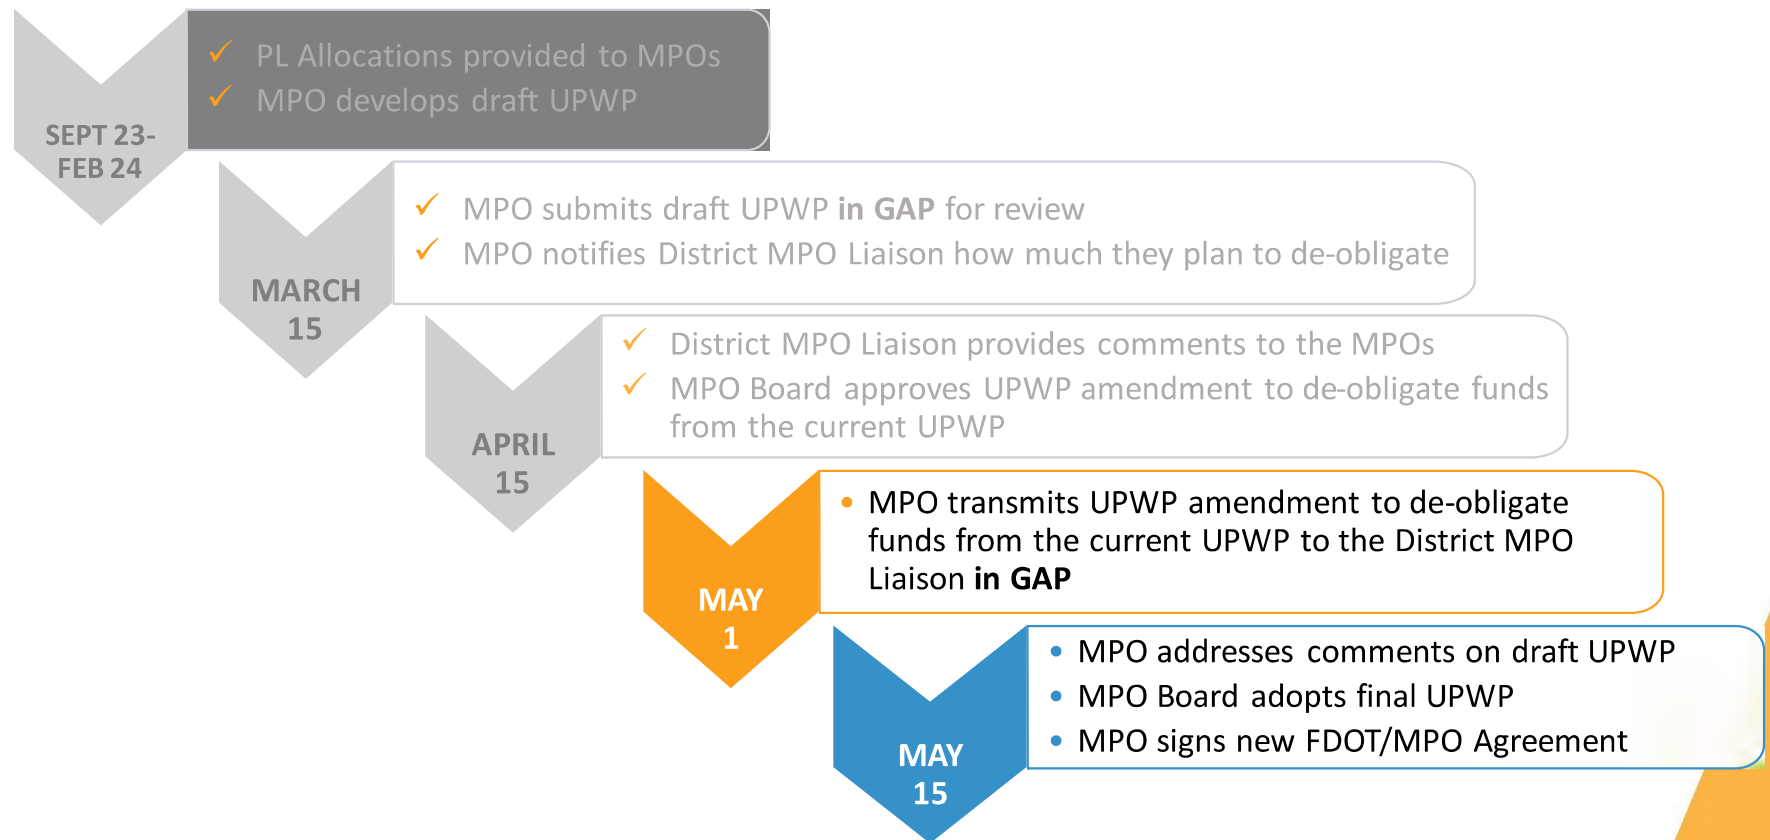 PL Allocations provided to MPOs
MPO develops draft UPWP
SEPT 23-
FEB 24
MPO submits draft UPWP in GAP for review
MPO notifies District MPO Liaison how much they plan to de-obligate
MARCH
15
District MPO Liaison provides comments to the MPOs
MPO Board approves UPWP amendment to de-obligate funds
from the current UPWP
APRIL
15
• MPO transmits UPWP amendment to de-obligate
funds from the current UPWP to the District MPO
Liaison in GAP
MAY
1
• MPO addresses comments on draft UPWP
• MPO Board adopts final UPWP
• MPO signs new FDOT/MPO Agreement
MAY
15